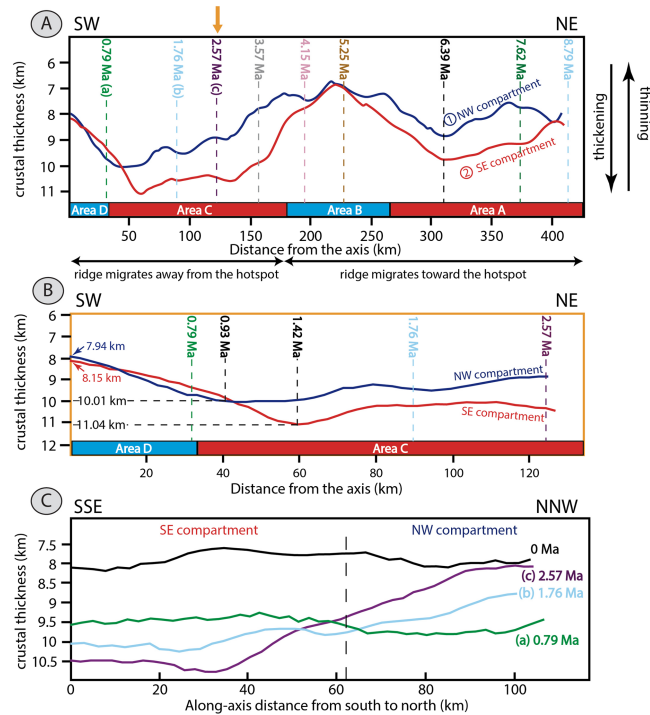 A SW NE
crustal thickness (km)
6
7
8
9
10
11
0.79 Ma (a)
1.76 Ma (b)
2.57 Ma (c)
3.57 Ma
4.15 Ma
5.25 Ma
6.39 Ma
7.62 Ma
8.79 Ma
1 NW compartment
2 SE compartment
thickening
thinning
Area D Area C Area B Area A
50 100 150 200 250 300 350 400
Distance from the axis (km)
ridge migrates away from the hotspot ridge migrates toward the hotspot
B SW NE
crustal thickness (km)
6
7
8
9
10
11
12
0.79 Ma
0.93 Ma
1.42 Ma
1.76 Ma
2.57 Ma
7.94 km
8.15 km
10.01 km
11.04 km
NW compartment
SE compartment
Area D Area C
20 40 60 80 100 120
Distance from the axis (km)
C SSE NNW
SE compartment NW compartment
crustal thickness (km)
7.5
8
8.5
9
9.5
10
10.5
0 Ma
(c) 2.57 Ma
(b) 1.76 Ma
(a) 0.79 Ma
0 20 40 60 80 100
Along-axis distance from south to north (km)